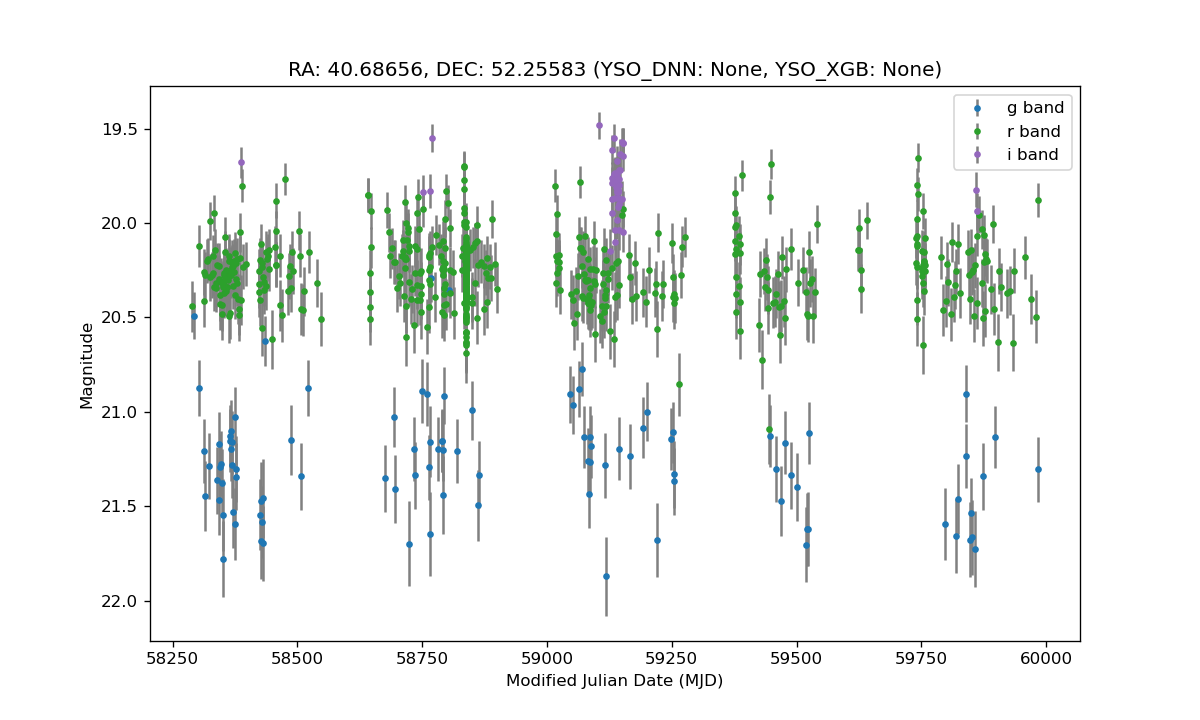 RA: 40.68656, DEC: 52.25583 (YSO_DNN: None, YSO_XGB: None)
g band
r band
i band
19.5
20.0
20.5
21.0
21.5
22.0
Magnitude
58250
58500
58750
59000
59250
59500
59750
60000
Modified Julian Date (MJD)